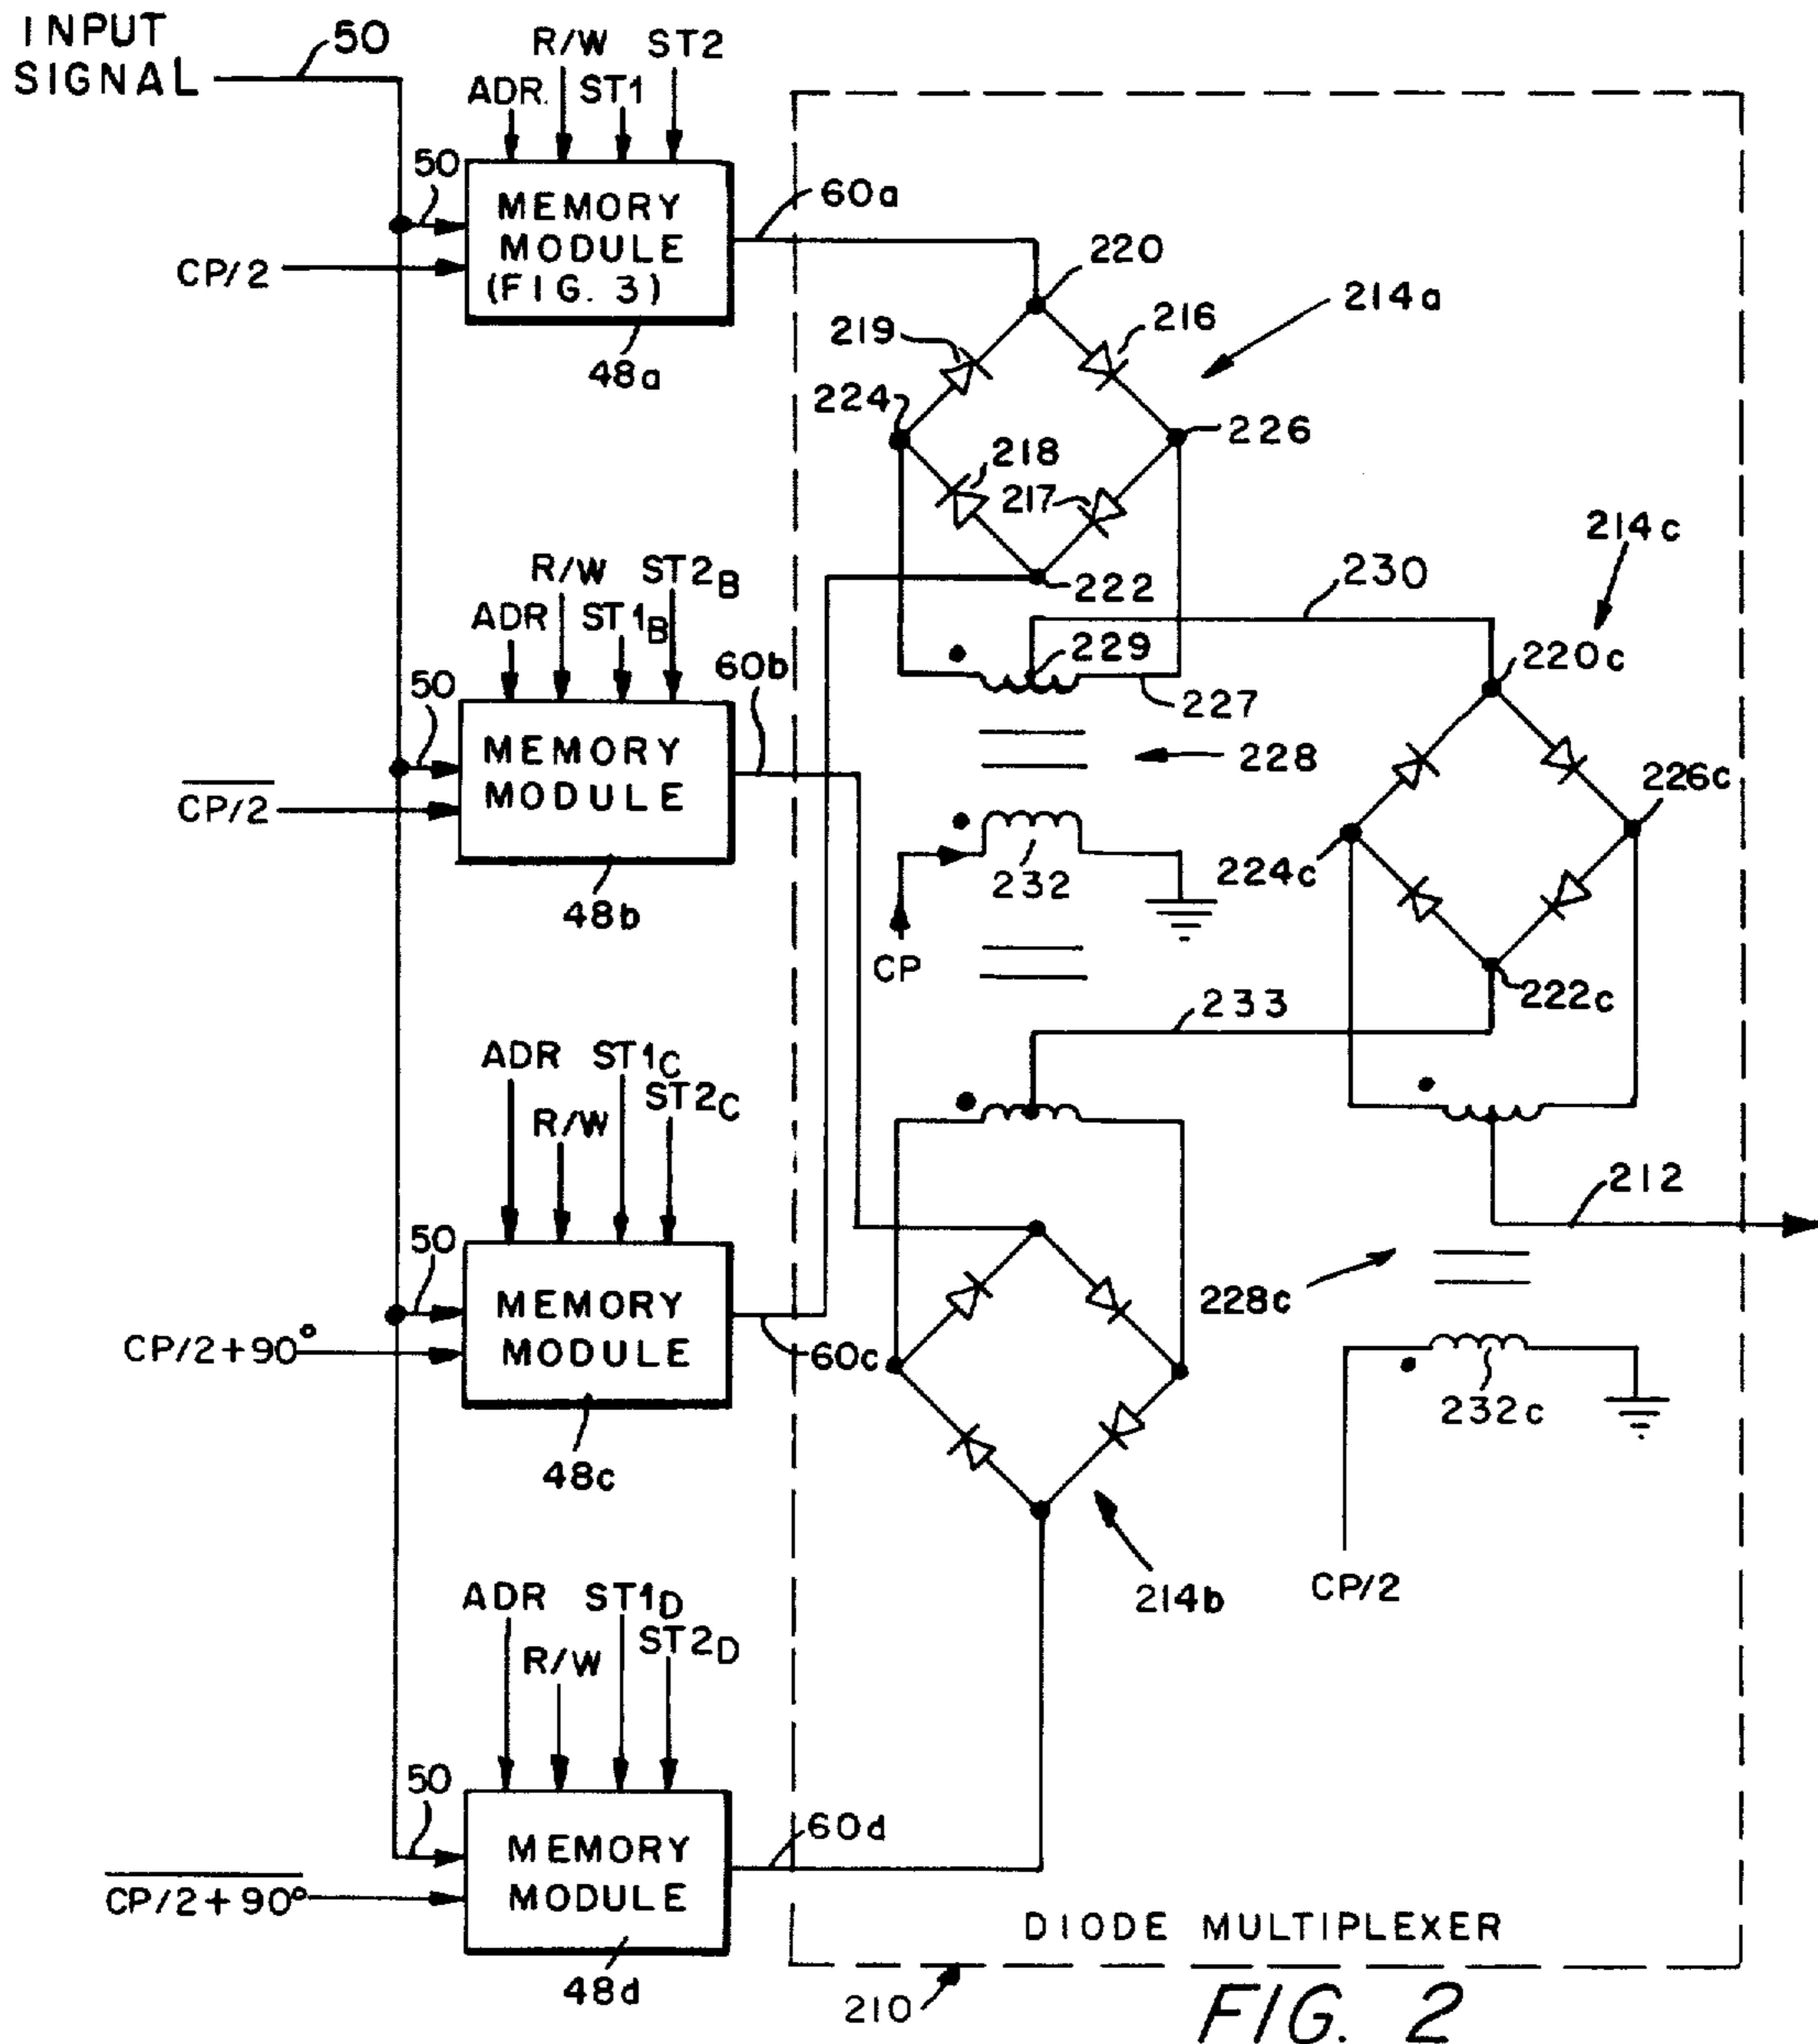 INPUT
SIGNAL
50
R/W ST2
ADR. ST1
50
MEMORY
MODULE
(FIG. 3)
CP/2
48a
60a
220
214a
219
216
224
226
218
217
222
214c
R/W ST2B
ADR ST1B
60b
50
MEMORY
MODULE
CP/2
48b
230
229
220c
227
228
226c
224c
232
CP
222c
233
ADR ST1C
ST2C
R/W
50
MEMORY
MODULE
CP/2+90°
60c
48c
212
228c
232c
CP/2
214b
ADR ST1D
ST2D
R/W
50
MEMORY
MODULE
CP/2+90°
60d
48d
DIODE MULTIPLEXER
210
FIG. 2